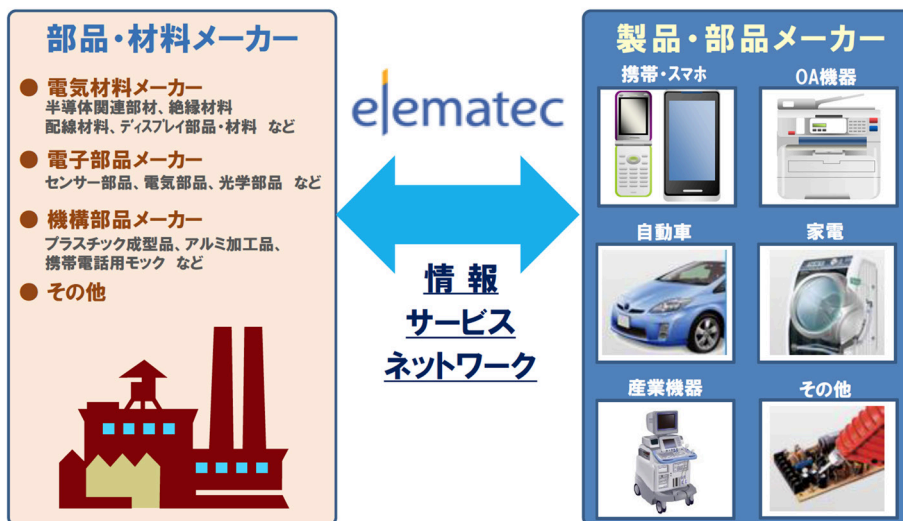 部品・材料メーカー
● 電気材料メーカー
半導体関連部材、絶縁材料
配線材料、ディスプレイ部品・材料 など
● 電子部品メーカー
センサー部品、電気部品、光学部品 など
● 機構部品メーカー
プラスチック成型品、アルミ加工品、
携帯電話用モック など
● その他
elematec
情報
サービス
ネットワーク
製品・部品メーカー
携帯・スマホ
OA機器
自動車
家電
産業機器
その他